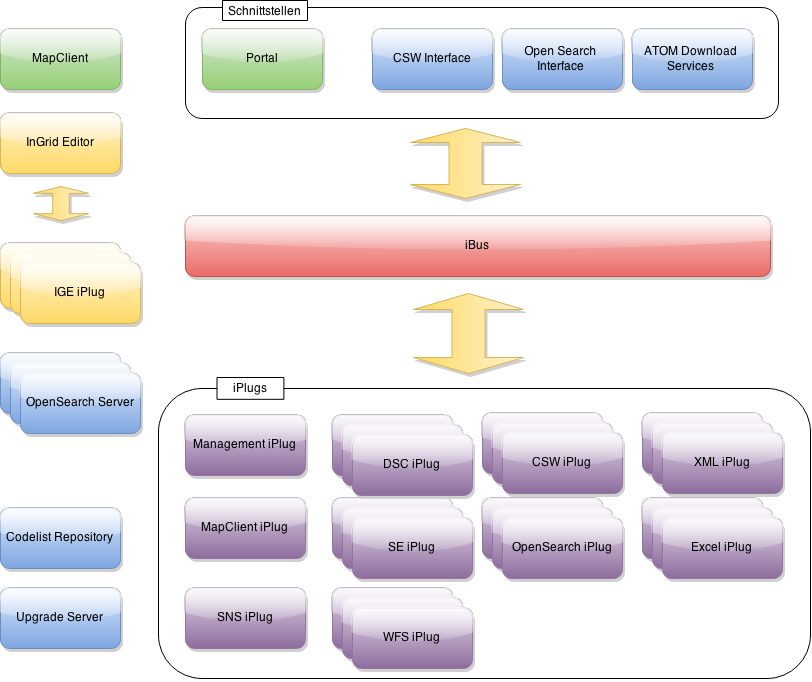 Schnittstellen
MapClient
Portal
CSW Interface
Open Search
Interface
ATOM Download
Services
InGrid Editor
iBus
IGE iPlug
OpenSearch Server
iPlugs
Management iPlug
DSC iPlug
CSW iPlug
XML iPlug
MapClient iPlug
SE iPlug
OpenSearch iPlug
Excel iPlug
Codelist Repository
Upgrade Server
SNS iPlug
WFS iPlug